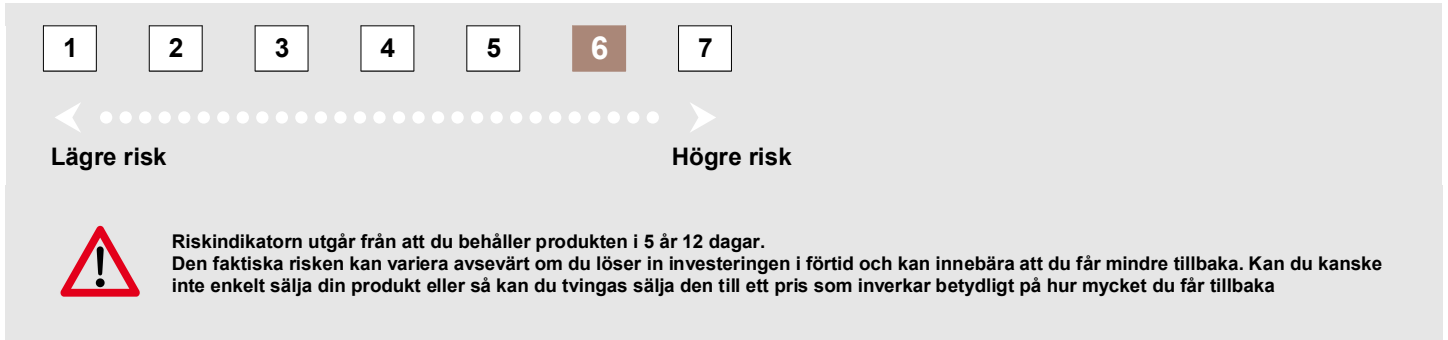 1 2 3 4 5 6 7
Lägre risk Högre risk
Riskindikatorn utgår från att du behåller produkten i 5 år 12 dagar.
Den faktiska risken kan variera avsevärt om du löser in investeringen i förtid och kan innebära att du får mindre tillbaka. Kan du kanske
inte enkelt sälja din produkt eller så kan du tvingas sälja den till ett pris som inverkar betydligt på hur mycket du får tillbaka